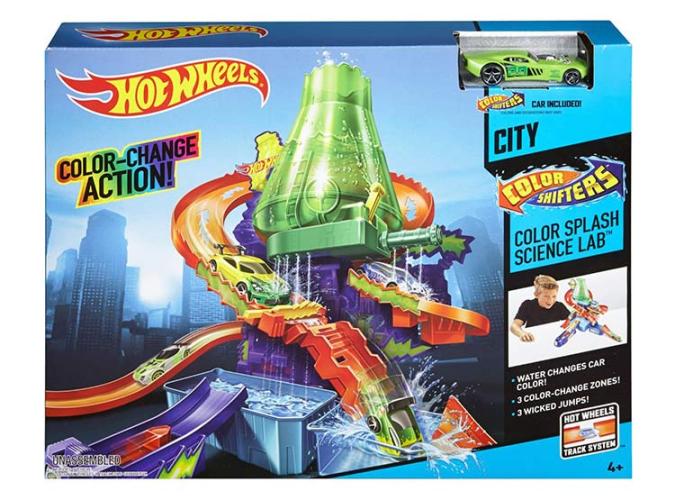 HOT WHEELS
COLOR-CHANGE
ACTION!
COLOR
SHIFTERS
CAR INCLUDED!
CITY
COLOR
SHIFTERS
COLOR SPLASH
SCIENCE LAB™
• WATER CHANGES CAR
COLOR!
• 3 COLOR-CHANGE ZONES!
• 3 WICKED JUMPS!
HOT WHEELS
TRACK SYSTEM™
UNASSEMBLED
4+